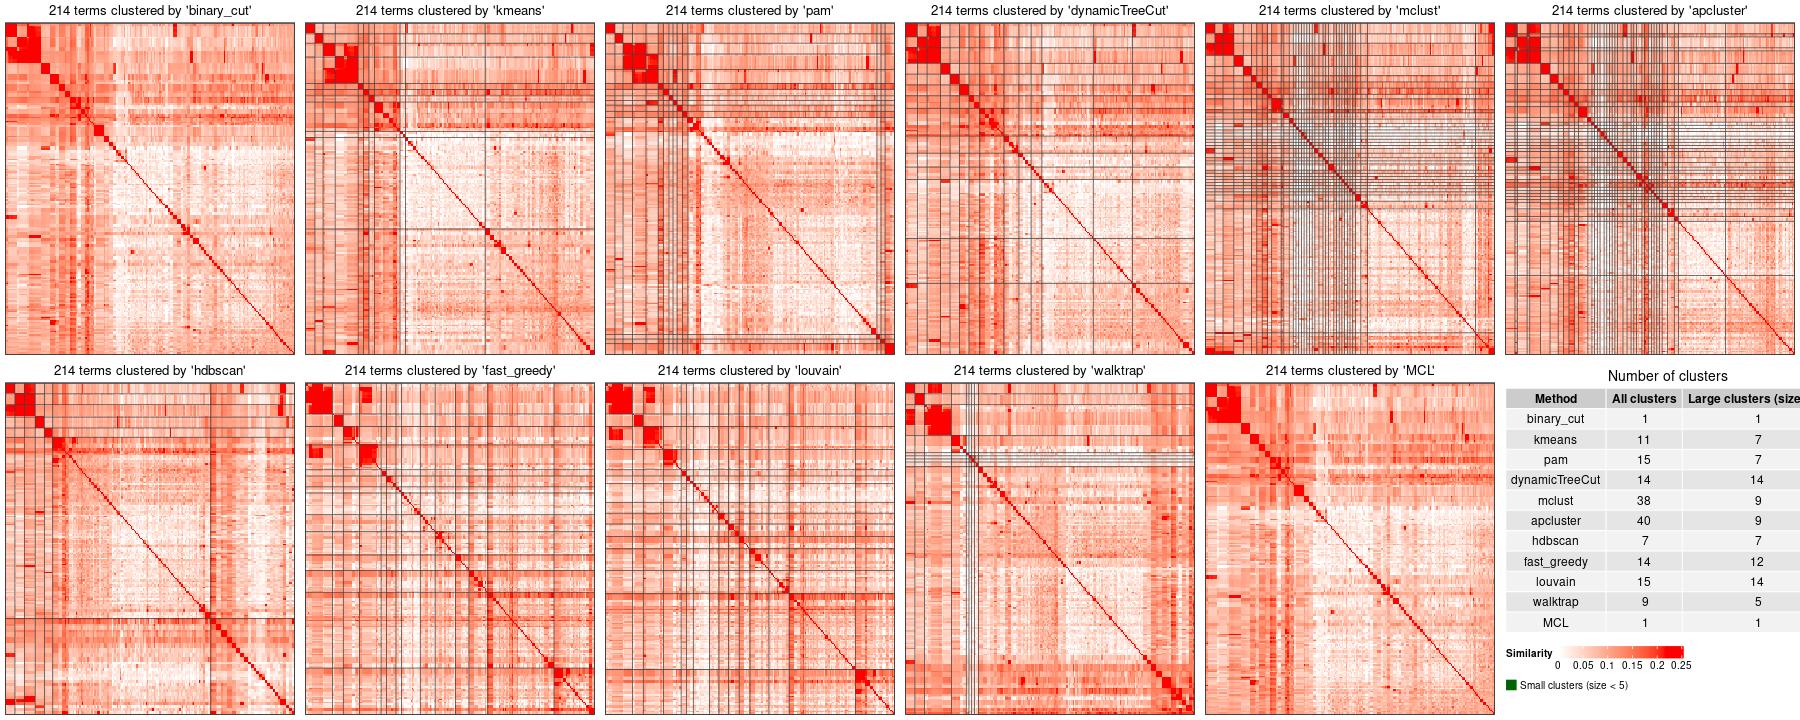 214 terms clustered by 'binary_cut'
214 terms clustered by 'kmeans'
214 terms clustered by 'pam'
214 terms clustered by 'dynamicTreeCut'
214 terms clustered by 'mclust'
214 terms clustered by 'apcluster'
214 terms clustered by 'hdbscan'
214 terms clustered by 'fast_greedy'
214 terms clustered by 'louvain'
214 terms clustered by 'walktrap'
214 terms clustered by 'MCL'
Number of clusters
Method All clusters Large clusters (size
binary_cut 1 1
kmeans 11 7
pam 15 7
dynamicTreeCut 14 14
mclust 38 9
apcluster 40 9
hdbscan 7 7
fast_greedy 14 12
louvain 15 14
walktrap 9 5
MCL 1 1
Similarity
0 0.05 0.1 0.15 0.2 0.25
Small clusters (size < 5)